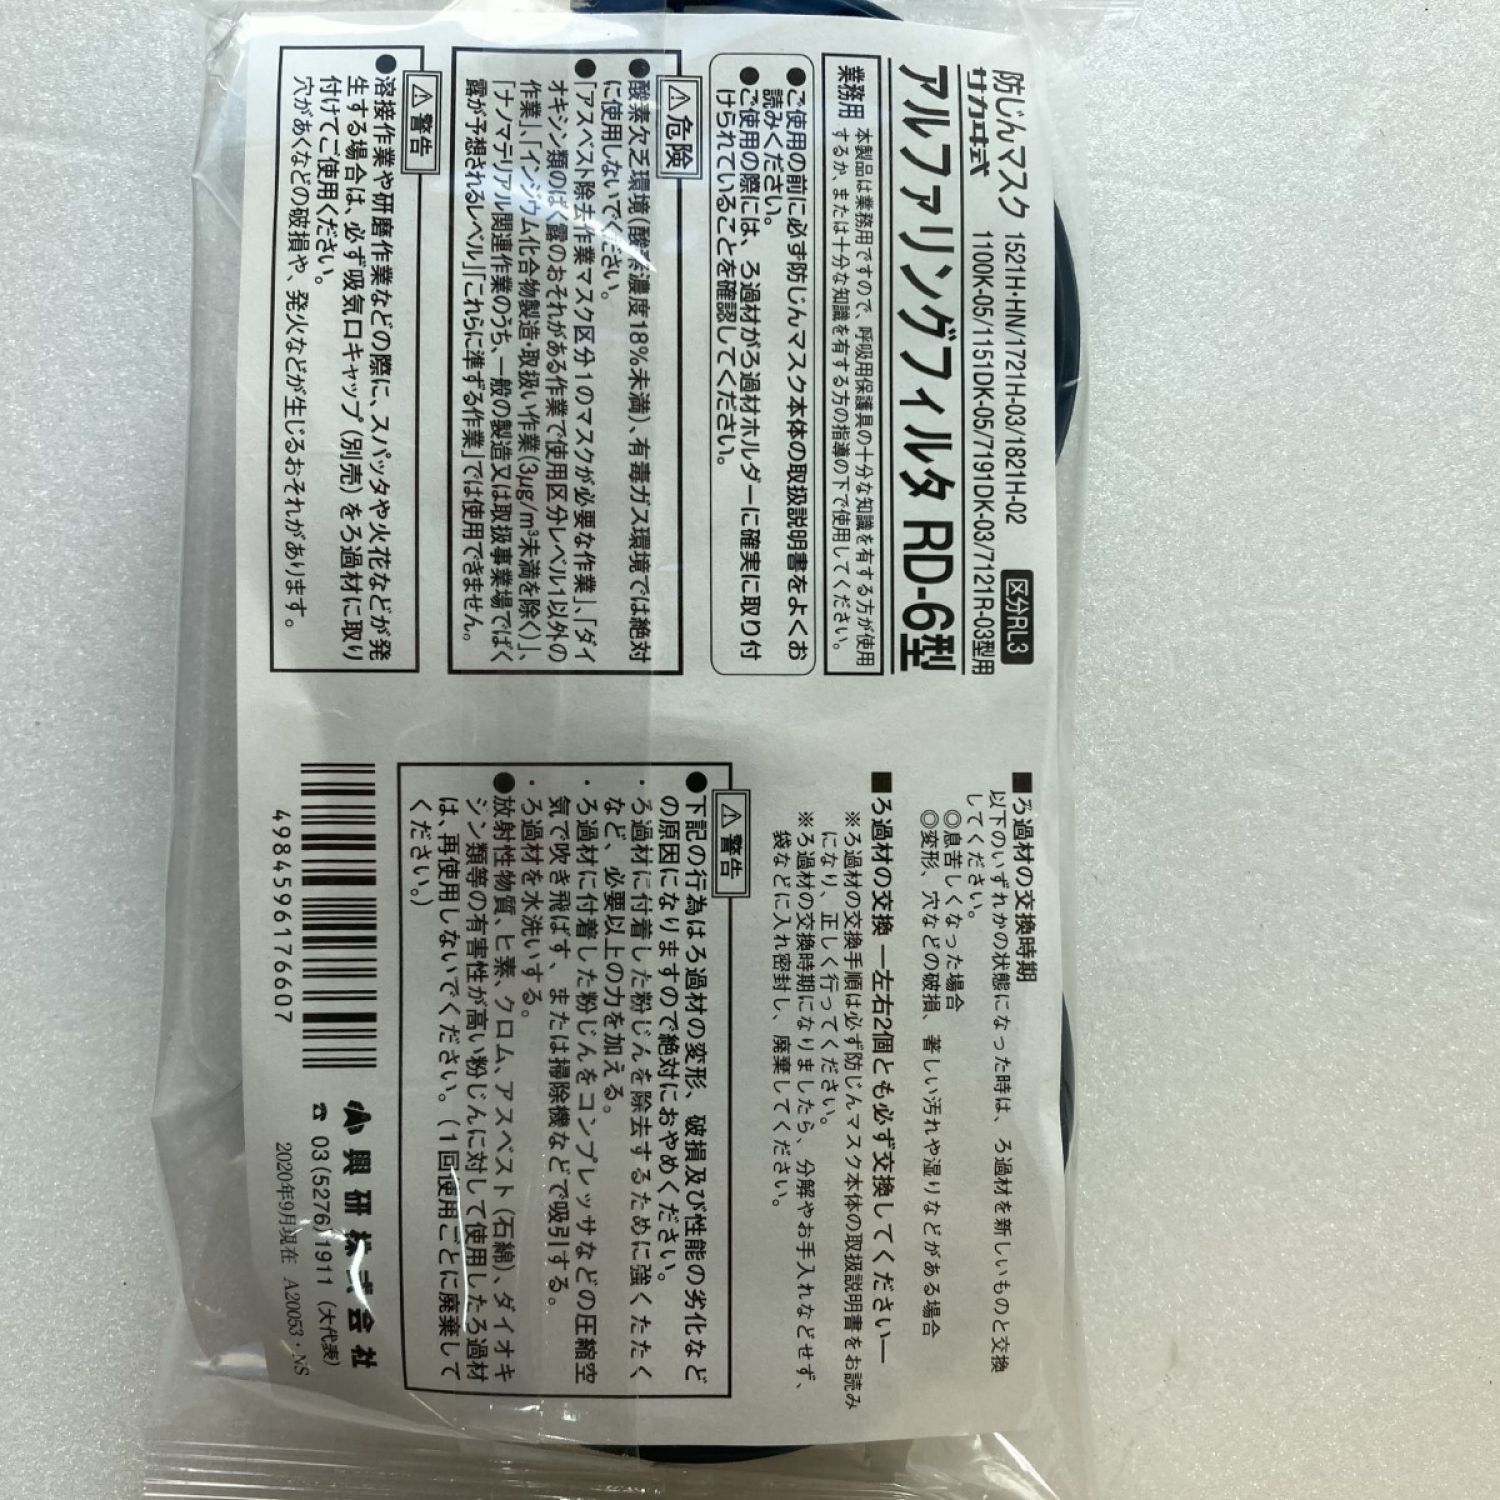 防じんマスク 1521H・HN/1721H-03/1821H-02 区分RL3
サカヰ式 1100K-05/1151DK-05/7191DK-03/7121R-03型用
アルファリングフィルタ RD-6型
業務用 本製品は業務用ですので、呼吸用保護具の十分な知識を有する方が使用
するか、または十分な知識を有する方の指導の下で使用してください。
●ご使用の前に必ず防じんマスク本体の取扱説明書をよくお
読みください。
●ご使用の際には、ろ過材がろ過材ホルダーに確実に取り付
けられていることを確認してください。
⚠危険
●酸素欠乏環境(酸素濃度18%未満)、有毒ガス環境では絶対
に使用しないでください。
●「アスベスト除去作業マスク区分1のマスクが必要な作業」、「ダイ
オキシン類のばく露のおそれがある作業で使用区分レベル1以外の
作業」、「インジウム化合物製造・取扱い作業(3μg/m³未満を除く)」、
「ナノマテリアル関連作業のうち、一般の製造又は取扱事業場でばく
露が予想されるレベル」「これらに準ずる作業」では使用できません。
⚠警告
●溶接作業や研磨作業などの際に、スパッタや火花などが発
生する場合は、必ず吸気口キャップ(別売)をろ過材に取り
付けてご使用ください。
穴があくなどの破損や、発火などが生じるおそれがあります。
■ろ過材の交換時期
以下のいずれかの状態になった時は、ろ過材を新しいものと交換
してください。
◎息苦しくなった場合
◎変形、穴などの破損、著しい汚れや湿りなどがある場合
■ろ過材の交換 ー左右2個とも必ず交換してくださいー
※ろ過材の交換手順は必ず防じんマスク本体の取扱説明書をお読み
になり、正しく行ってください。
※ろ過材の交換時期になりましたら、分解やお手入れなどせず、
袋などに入れ密封し、廃棄してください。
⚠警告
●下記の行為はろ過材の変形、破損及び性能の劣化など
の原因になりますので絶対におやめください。
・ろ過材に付着した粉じんを除去するために強くたたく
など、必要以上の力を加える。
・ろ過材に付着した粉じんをコンプレッサなどの圧縮空
気で吹き飛ばす、または掃除機などで吸引する。
・ろ過材を水洗いする。
●放射性物質、ヒ素、クロム、アスベスト(石綿)、ダイオキ
シン類等の有害性が高い粉じんに対して使用したろ過材
は、再使用しないでください。(1回使用ごとに廃棄して
ください。)
4984596176607
興研株式会社
☎ 03(5276)1911 (大代表)
2020年9月現在 A20053・NS